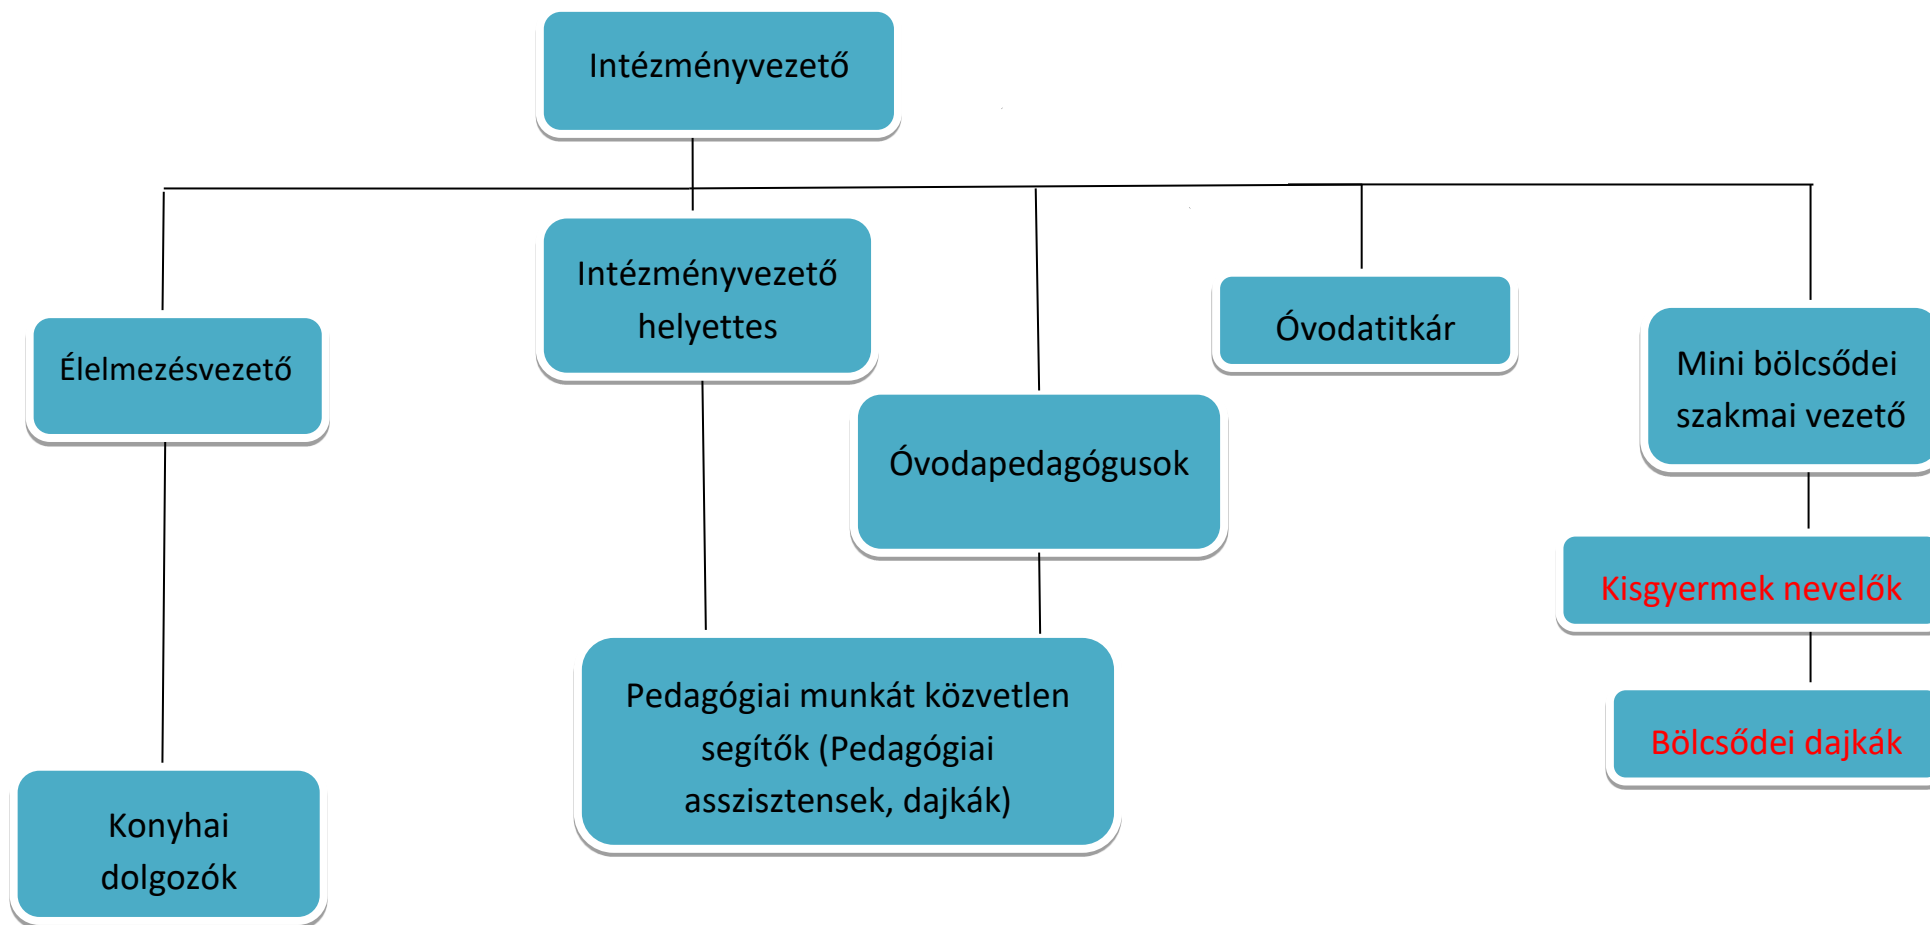 Intézményvezető
Intézményvezető
helyettes
Óvodatitkár
Élelmezésvezető
Mini bölcsődei
szakmai vezető
Óvodapedagógusok
Kisgyermek nevelők
Pedagógiai munkát közvetlen
segítők (Pedagógiai
asszisztensek, dajkák)
Bölcsődei dajkák
Konyhai
dolgozók